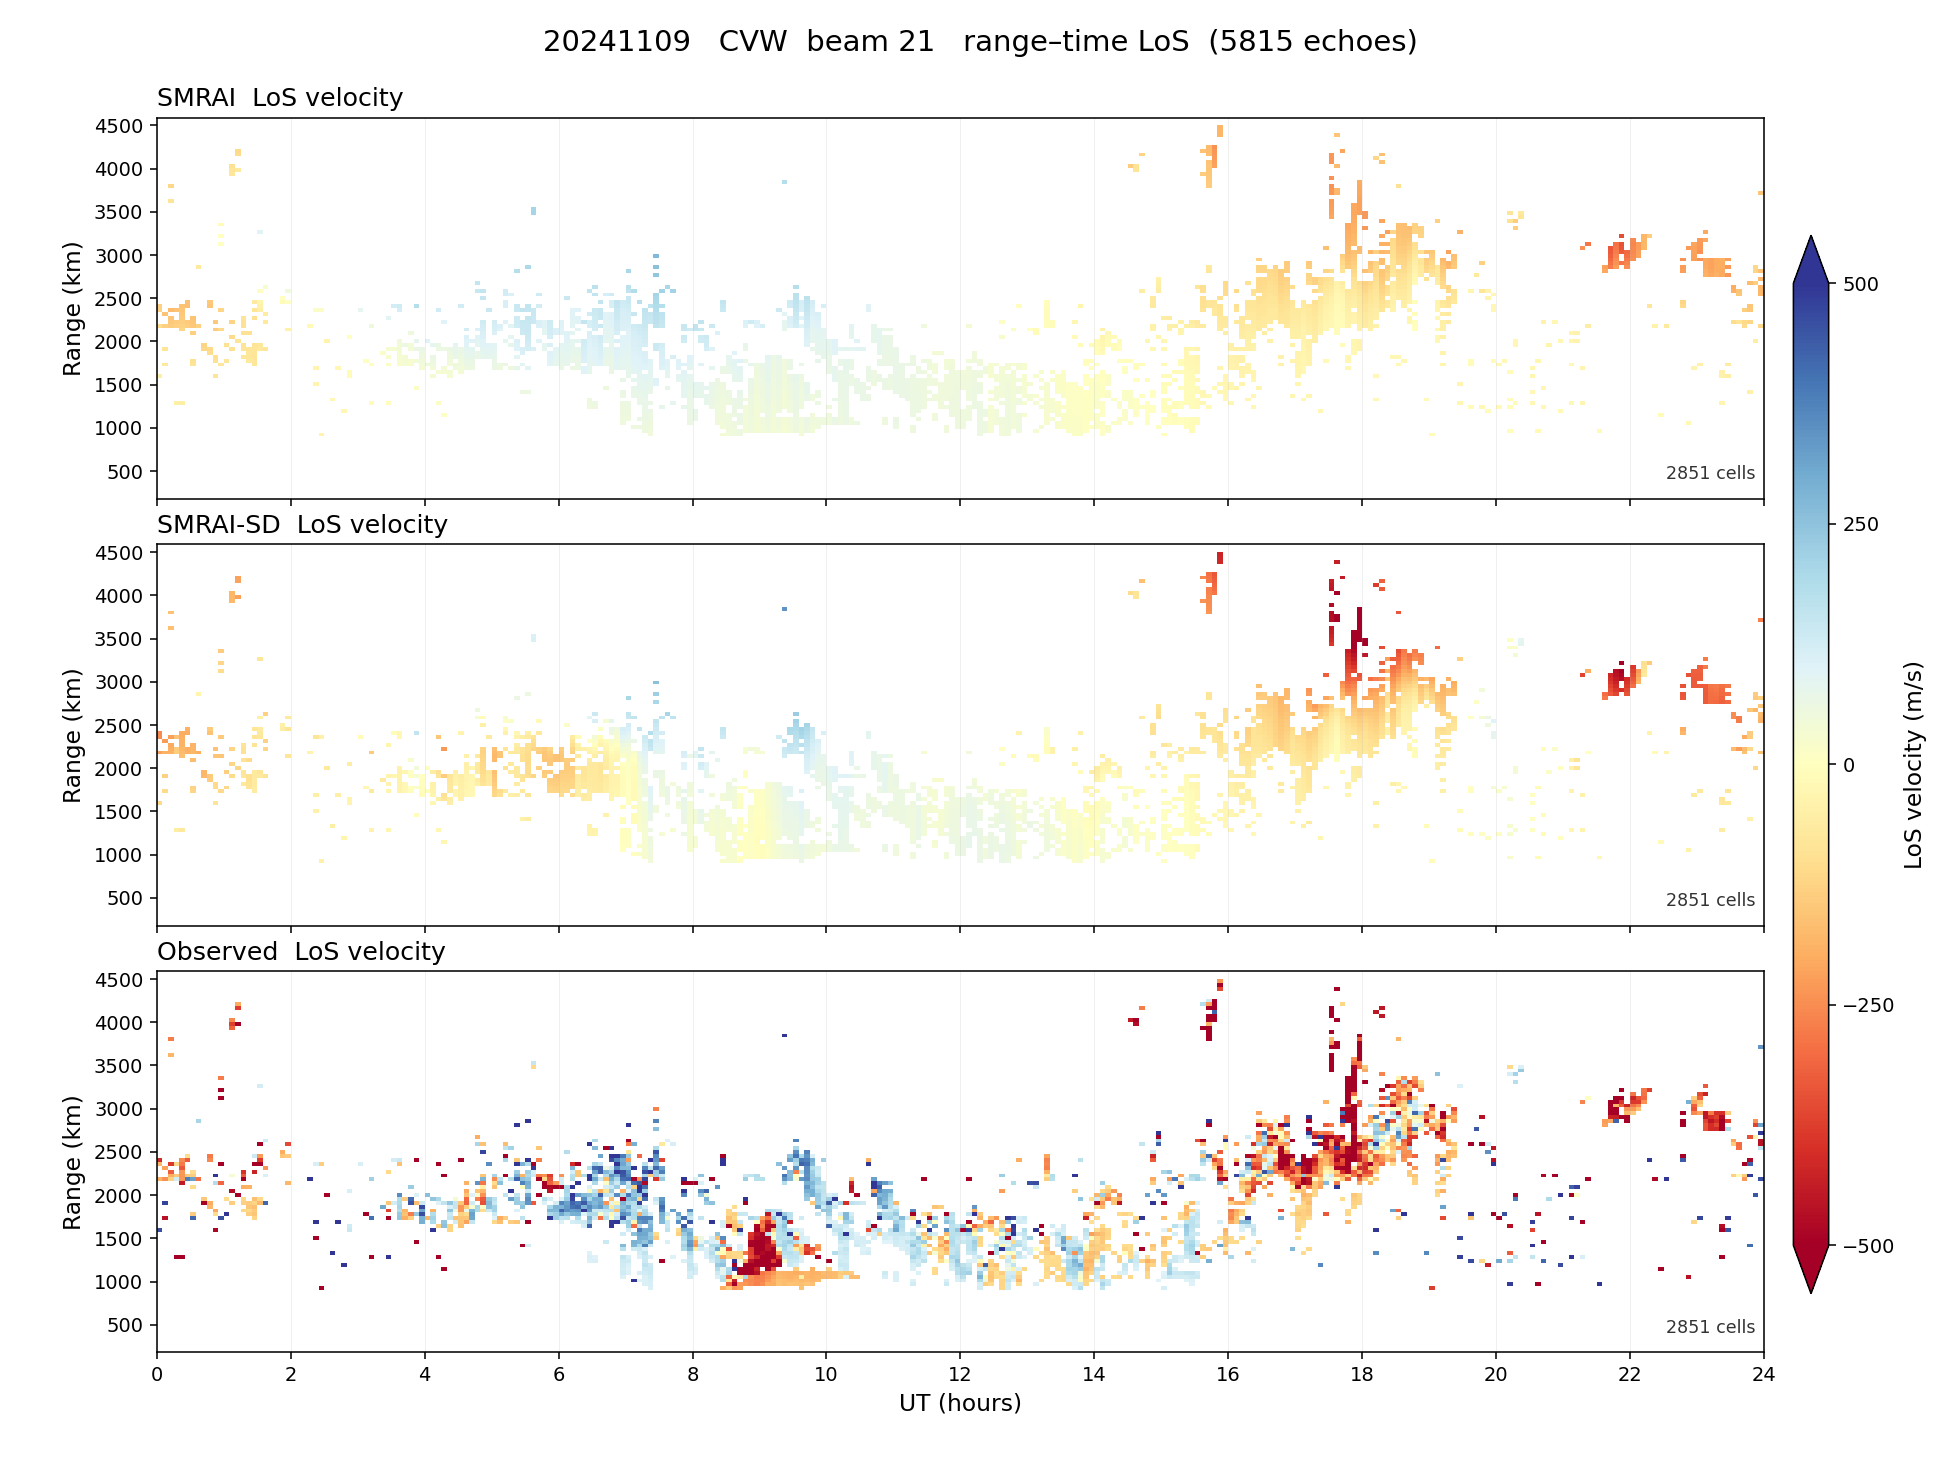 20241109   CVW  beam 21   range–time LoS  (5815 echoes)
SMRAI  LoS velocity
4500
4000
3500
3000
2500
2000
1500
1000
500
Range (km)
2851 cells
SMRAI-SD  LoS velocity
4500
4000
3500
3000
2500
2000
1500
1000
500
Range (km)
2851 cells
Observed  LoS velocity
4500
4000
3500
3000
2500
2000
1500
1000
500
Range (km)
2851 cells
0 2 4 6 8 10 12 14 16 18 20 22 24
UT (hours)
500
250
0
−250
−500
LoS velocity (m/s)